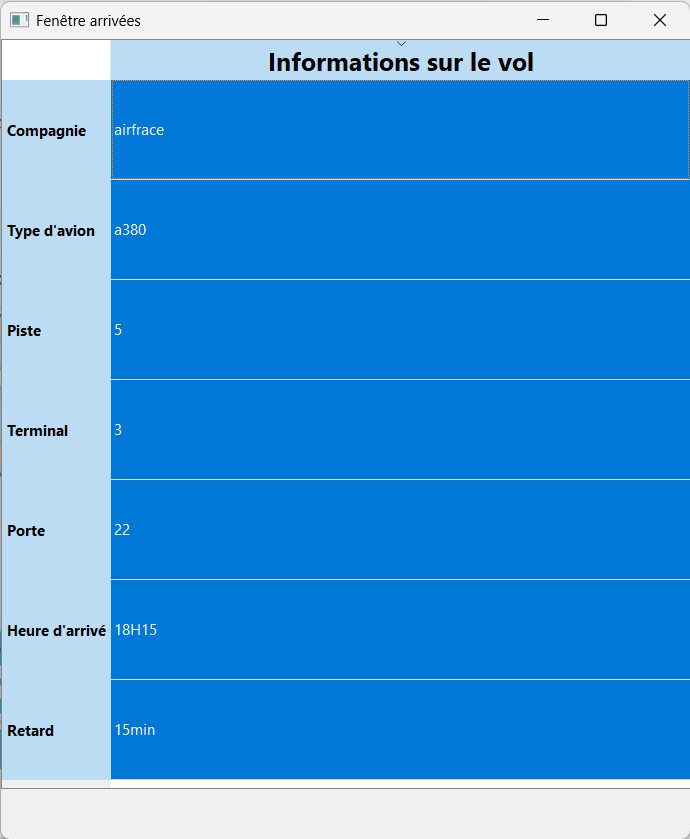 Fenêtre arrivées
Informations sur le vol
Compagnie airfrace
Type d'avion a380
Piste 5
Terminal 3
Porte 22
Heure d'arrivé 18H15
Retard 15min